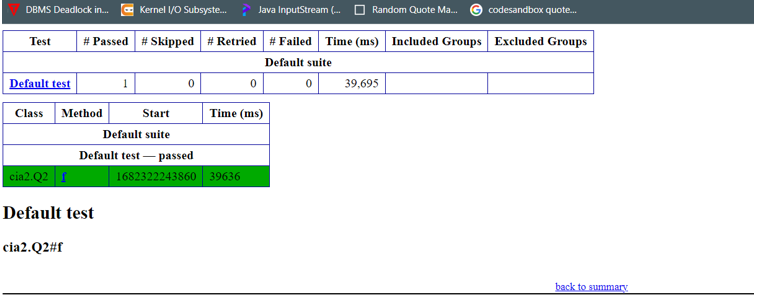 DBMS Deadlock in... Kernel I/O Subsyste... Java InputStream (... Random Quote Ma... codesandbox quote...
Test # Passed # Skipped # Retried # Failed Time (ms) Included Groups Excluded Groups
Default suite
Default test 1 0 0 0 39,695
Class Method Start Time (ms)
Default suite
Default test — passed
cia2.Q2 f 1682322243860 39636
Default test
cia2.Q2#f
back to summary